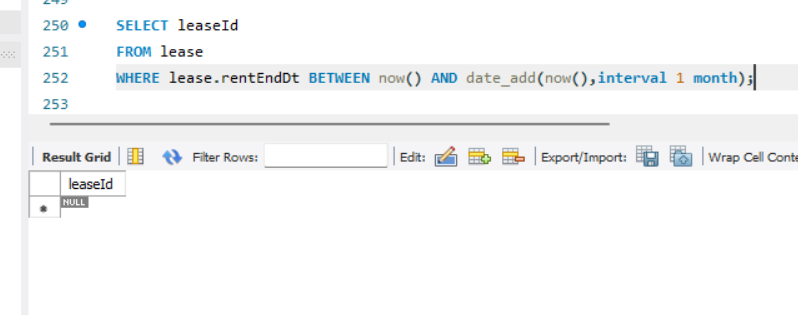 249
250 SELECT leaseId
251 FROM lease
252 WHERE lease.rentEndDt BETWEEN now() AND date_add(now(),interval 1 month);
253
Result Grid Filter Rows: Edit: Export/Import: Wrap Cell Conte
leaseId
NULL